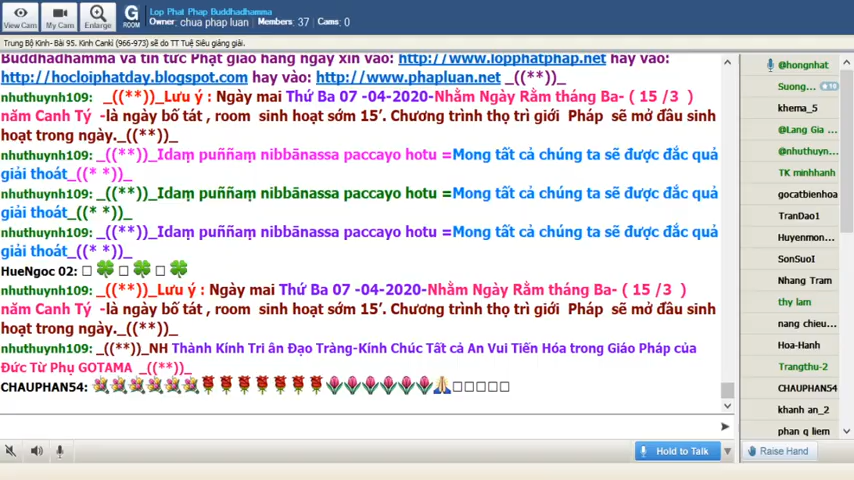 View Cam
My Cam
Enlarge
G
ROOM
Lop Phat Phap Buddhadhamma
Owner: chua phap luan Members: 37 Cams: 0
Trung Bộ Kinh- Bài 95. Kinh Canki (966-973) sẽ do TT Tuệ Siêu giảng giải.
Buddhadhamma và tin tức Phật giáo hàng ngày xin vào: http://www.lopphatphap.net hay vào:
http://hocloiphatday.blogspot.com hay vào: http://www.phapluan.net _((**))_
nhuthuynh109: _((**))_Lưu ý : Ngày mai Thứ Ba 07 -04-2020-Nhằm Ngày Rằm tháng Ba- ( 15 /3 )
năm Canh Tý -là ngày bố tát , room sinh hoạt sớm 15’. Chương trình thọ trì giới Pháp sẽ mở đầu sinh
hoạt trong ngày._((**))_
nhuthuynh109: _((**))_Idaṃ puññaṃ nibbānassa paccayo hotu =Mong tất cả chúng ta sẽ được đắc quả
giải thoát_((* *))_
nhuthuynh109: _((**))_Idaṃ puññaṃ nibbānassa paccayo hotu =Mong tất cả chúng ta sẽ được đắc quả
giải thoát_((* *))_
nhuthuynh109: _((**))_Idaṃ puññaṃ nibbānassa paccayo hotu =Mong tất cả chúng ta sẽ được đắc quả
giải thoát_((* *))_
HueNgoc 02: □ 🍀 □ 🍀 □ 🍀
nhuthuynh109: _((**))_Lưu ý : Ngày mai Thứ Ba 07 -04-2020-Nhằm Ngày Rằm tháng Ba- ( 15 /3 )
năm Canh Tý -là ngày bố tát , room sinh hoạt sớm 15’. Chương trình thọ trì giới Pháp sẽ mở đầu sinh
hoạt trong ngày._((**))_
nhuthuynh109: _((**))_NH Thành Kính Tri ân Đạo Tràng-Kính Chúc Tất cả An Vui Tiến Hóa trong Giáo Pháp của
Đức Từ Phụ GOTAMA _((**))_
CHAUPHAN54: 💐💐💐💐💐💐🌹🌹🌹🌹🌹🌹🌹🌷🌷🌷🌷🌷🌷🙏□□□□□
Hold to Talk
@hongnhat
Suong...
18
khema_5
@Lang Gia ...
@nhuthuyn...
TK minhhanh
gocatbienhoa
TranDao1
Huyenmon...
SonSuoI
Nhang Tram
thy lam
nang chieu...
Hoa-Hanh
Trangthu-2
CHAUPHAN54
khanh an_2
phan q liem
Raise Hand